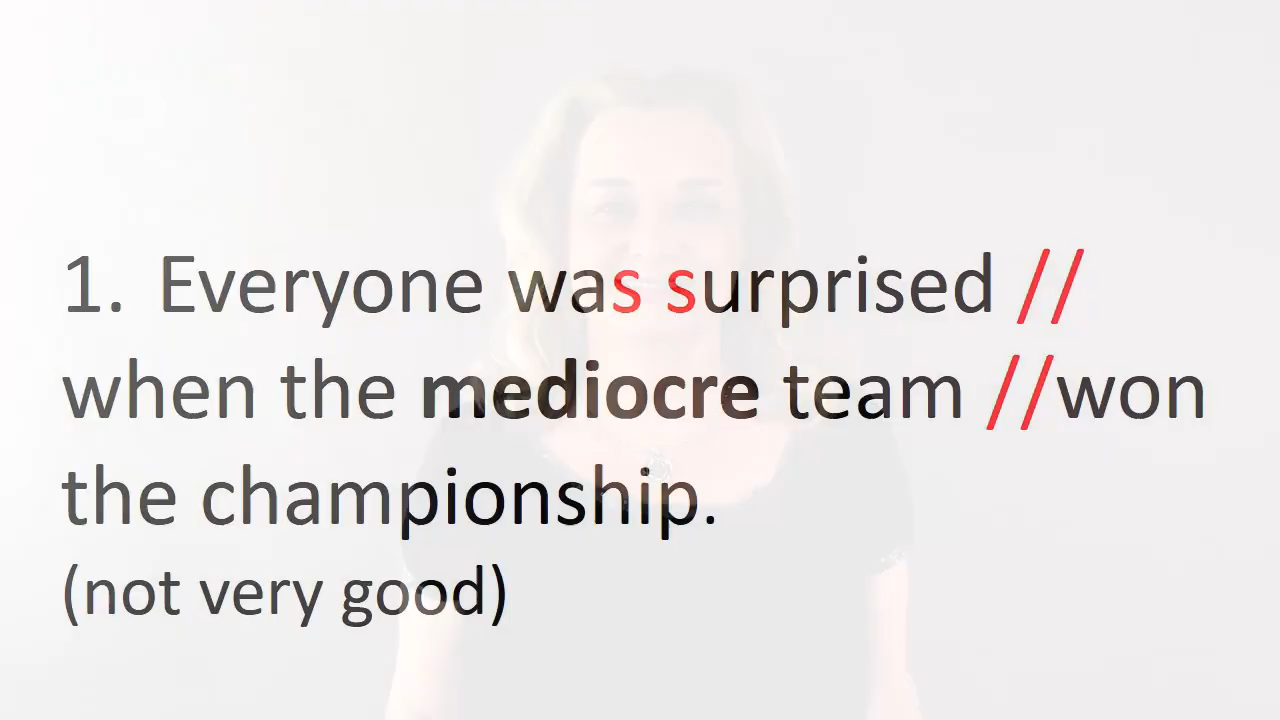 1. Everyone was surprised //
when the mediocre team //won
the championship.
(not very good)